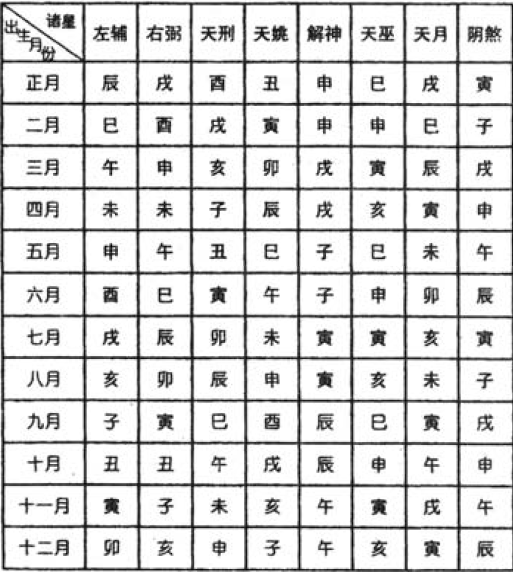 诸星
出生月份
左辅 右弼 天刑 天姚 解神 天巫 天月 阴煞
正月 辰 戌 酉 丑 申 巳 戌 寅
二月 巳 酉 戌 寅 申 申 巳 子
三月 午 申 亥 卯 戌 寅 辰 戌
四月 未 未 子 辰 戌 亥 寅 申
五月 申 午 丑 巳 子 巳 未 午
六月 酉 巳 寅 午 子 申 卯 辰
七月 戌 辰 卯 未 寅 寅 亥 寅
八月 亥 卯 辰 申 寅 亥 未 子
九月 子 寅 巳 酉 辰 巳 寅 戌
十月 丑 丑 午 戌 辰 申 午 申
十一月 寅 子 未 亥 午 寅 戌 午
十二月 卯 亥 申 子 午 亥 寅 辰